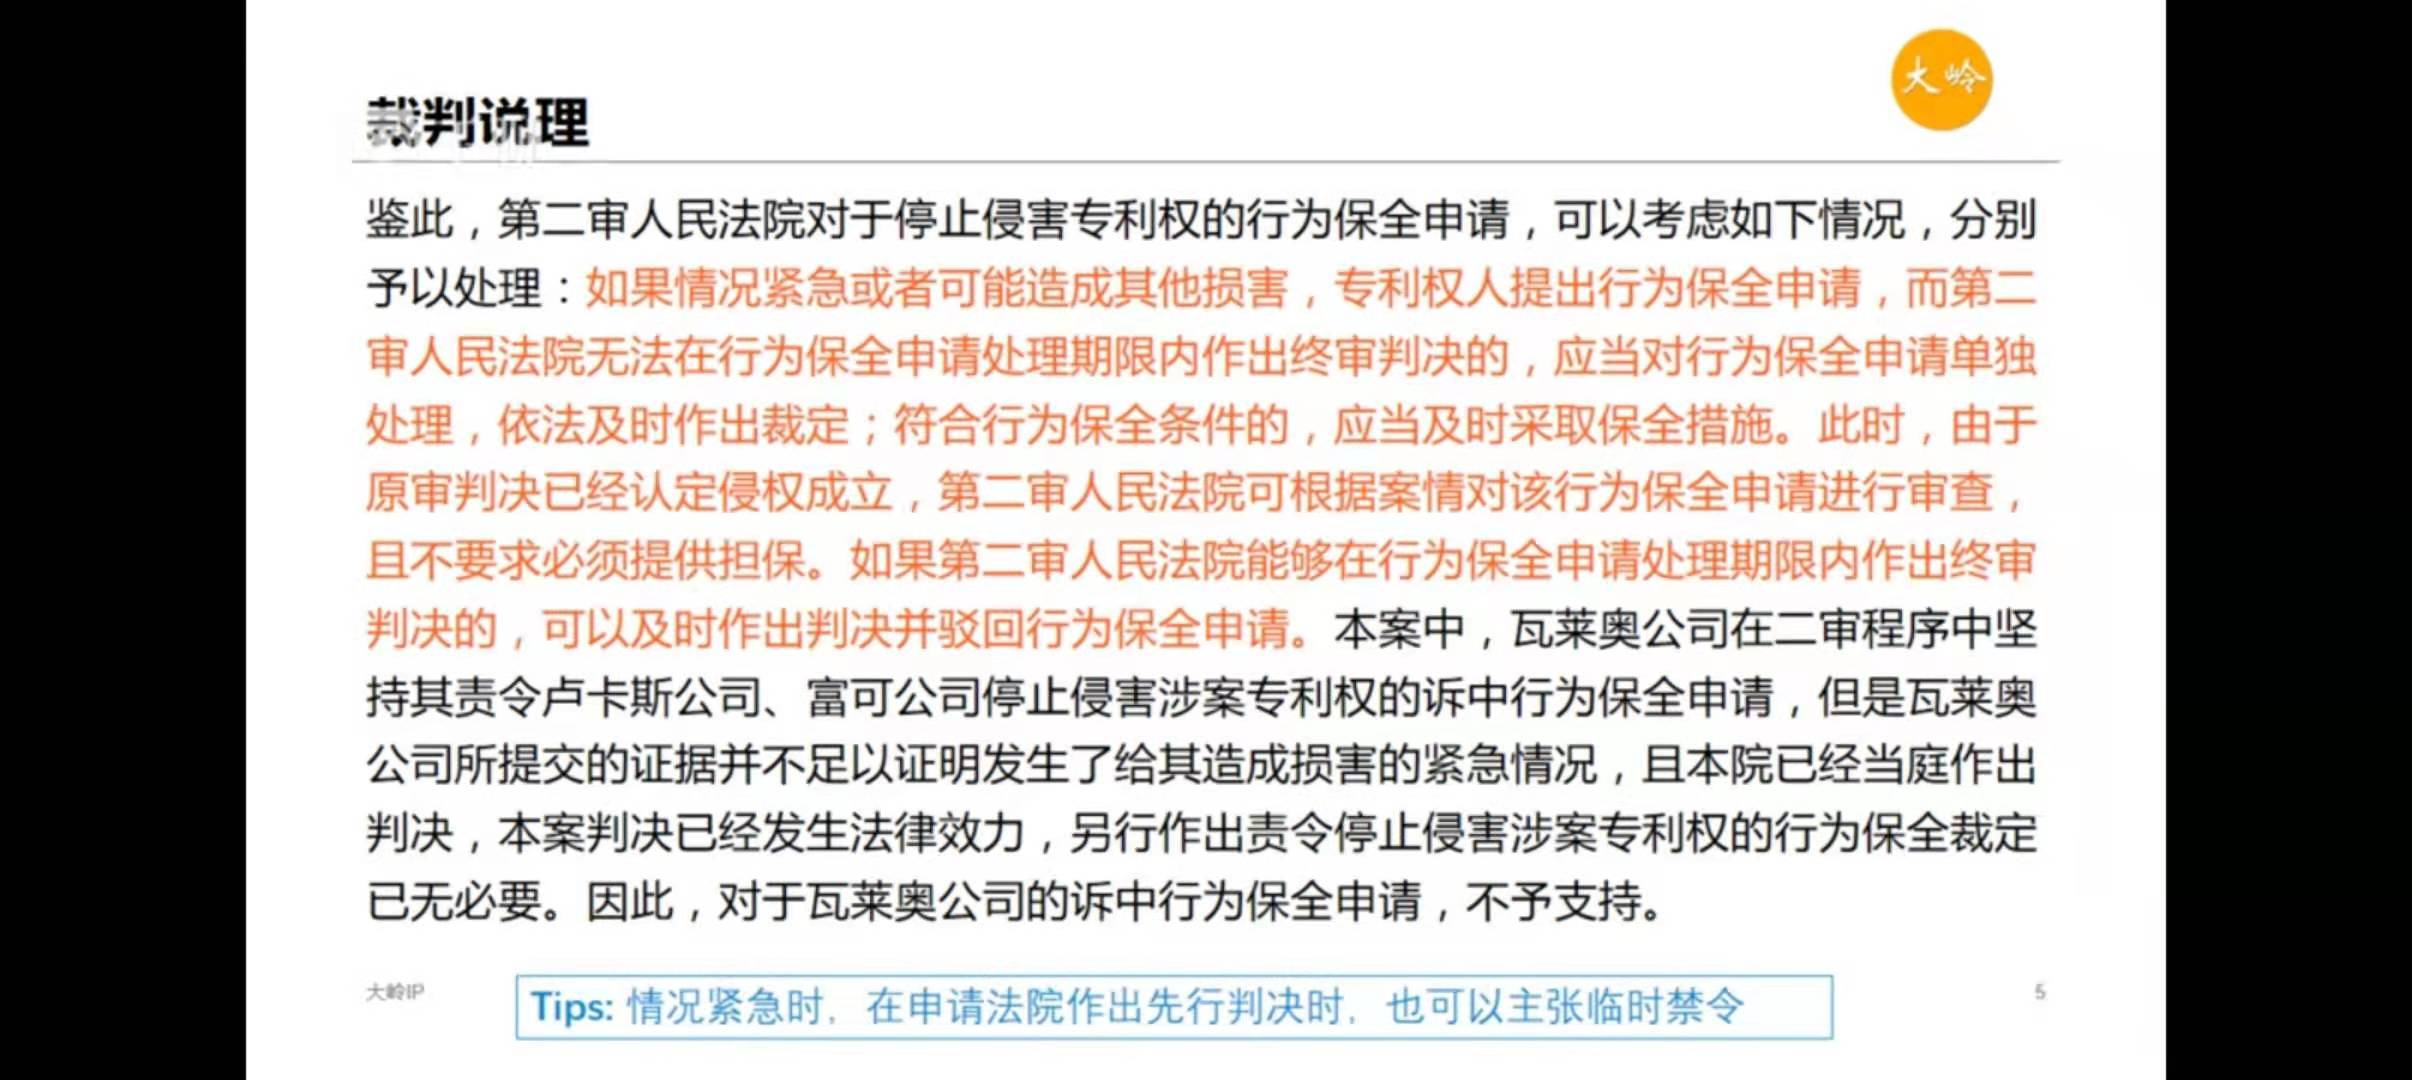 大岭
裁判说理
鉴此，第二审人民法院对于停止侵害专利权的行为保全申请，可以考虑如下情况，分别
予以处理：如果情况紧急或者可能造成其他损害，专利权人提出行为保全申请，而第二
审人民法院无法在行为保全申请处理期限内作出终审判决的，应当对行为保全申请单独
处理，依法及时作出裁定；符合行为保全条件的，应当及时采取保全措施。此时，由于
原审判决已经认定侵权成立，第二审人民法院可根据案情对该行为保全申请进行审查，
且不要求必须提供担保。如果第二审人民法院能够在行为保全申请处理期限内作出终审
判决的，可以及时作出判决并驳回行为保全申请。本案中，瓦莱奥公司在二审程序中坚
持其责令卢卡斯公司、富可公司停止侵害涉案专利权的诉中行为保全申请，但是瓦莱奥
公司所提交的证据并不足以证明发生了给其造成损害的紧急情况，且本院已经当庭作出
判决，本案判决已经发生法律效力，另行作出责令停止侵害涉案专利权的行为保全裁定
已无必要。因此，对于瓦莱奥公司的诉中行为保全申请，不予支持。
大岭IP
Tips: 情况紧急时，在申请法院作出先行判决时，也可以主张临时禁令
5